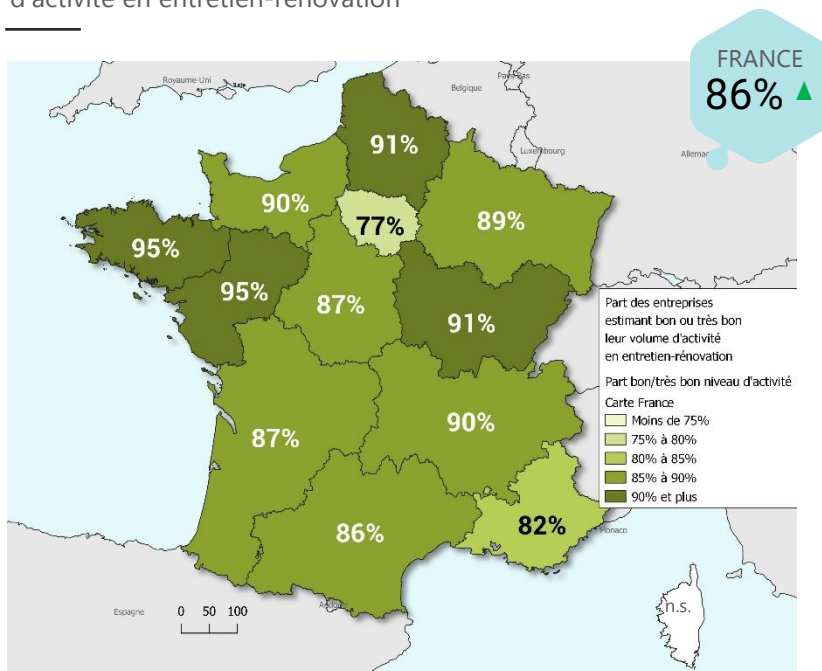 d'activité en entretien-rénovation
FRANCE
86%
Royaume-Uni
Belgique
Pays-Bas
Luxembourg
91%
90%
77%
89%
95%
95%
87%
91%
87%
90%
86%
82%
Part des entreprises
estimant bon ou très bon
leur volume d'activité
en entretien-rénovation
Part bon/très bon niveau d'activité
Carte France
Moins de 75%
75% à 80%
80% à 85%
85% à 90%
90% et plus
Monaco
Espagne
0 50 100
n.s.